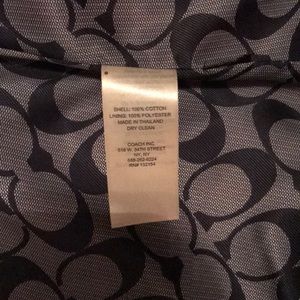 SHELL: 100% COTTON
LINING: 100% POLYESTER
MADE IN THAILAND
DRY CLEAN
COACH INC.
516 W. 34TH STREET
NY, NY
RN# 132154